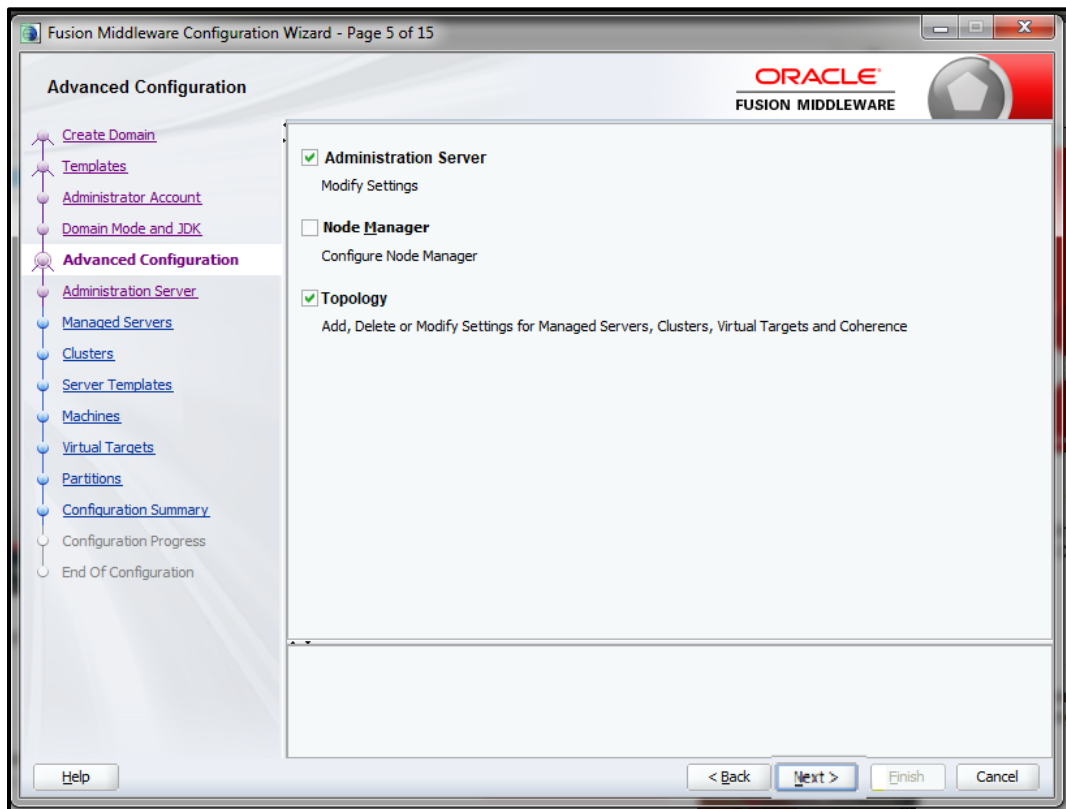 Fusion Middleware Configuration Wizard - Page 5 of 15
Advanced Configuration
ORACLE
FUSION MIDDLEWARE
Create Domain
Templates
Administrator Account
Domain Mode and JDK
Advanced Configuration
Administration Server
Managed Servers
Clusters
Server Templates
Machines
Virtual Targets
Partitions
Configuration Summary
Configuration Progress
End Of Configuration
Administration Server
Modify Settings
Node Manager
Configure Node Manager
Topology
Add, Delete or Modify Settings for Managed Servers, Clusters, Virtual Targets and Coherence
Help
< Back
Next >
Finish
Cancel